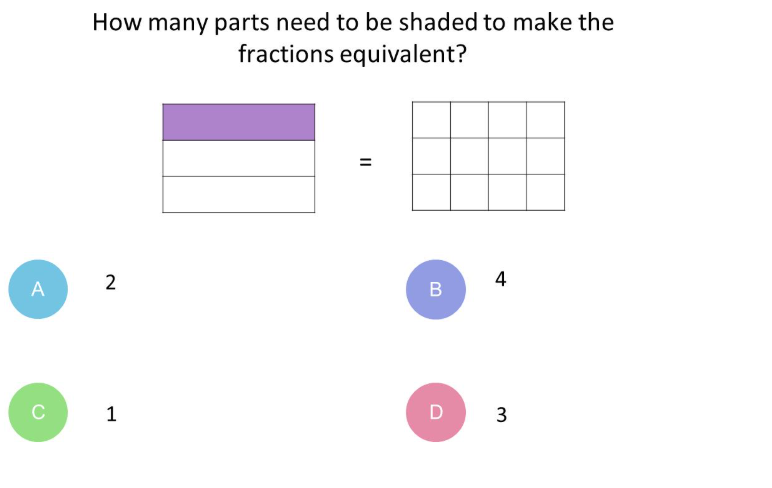 How many parts need to be shaded to make the
fractions equivalent?
=
A 2
B 4
C 1
D 3